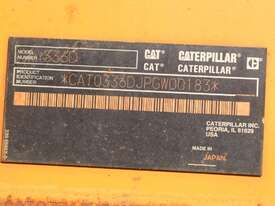 MODEL NUMBER 336D CAT® CATERPILLAR®
CAT® CATERPILLAR®
PRODUCT IDENTIFICATION NUMBER *CAT0336DJPGW00183*
CATERPILLAR INC.
PEORIA, IL 61629
USA
MADE IN
JAPAN